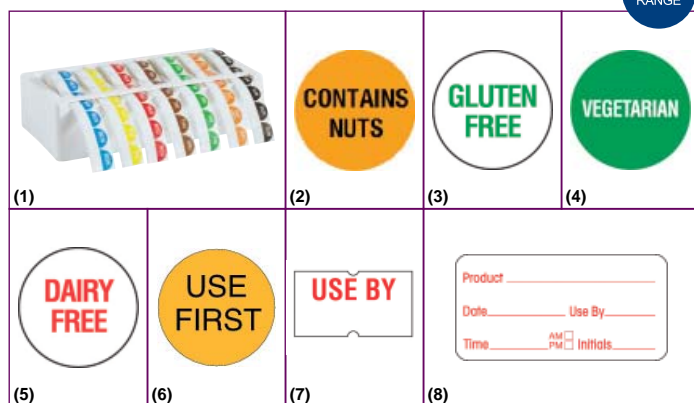 RANGE
CONTAINS
NUTS
GLUTEN
FREE
VEGETARIAN
(1)
(2)
(3)
(4)
DAIRY
FREE
USE
FIRST
USE BY
Product
Date Use By
Time AM PM Initials
(5)
(6)
(7)
(8)